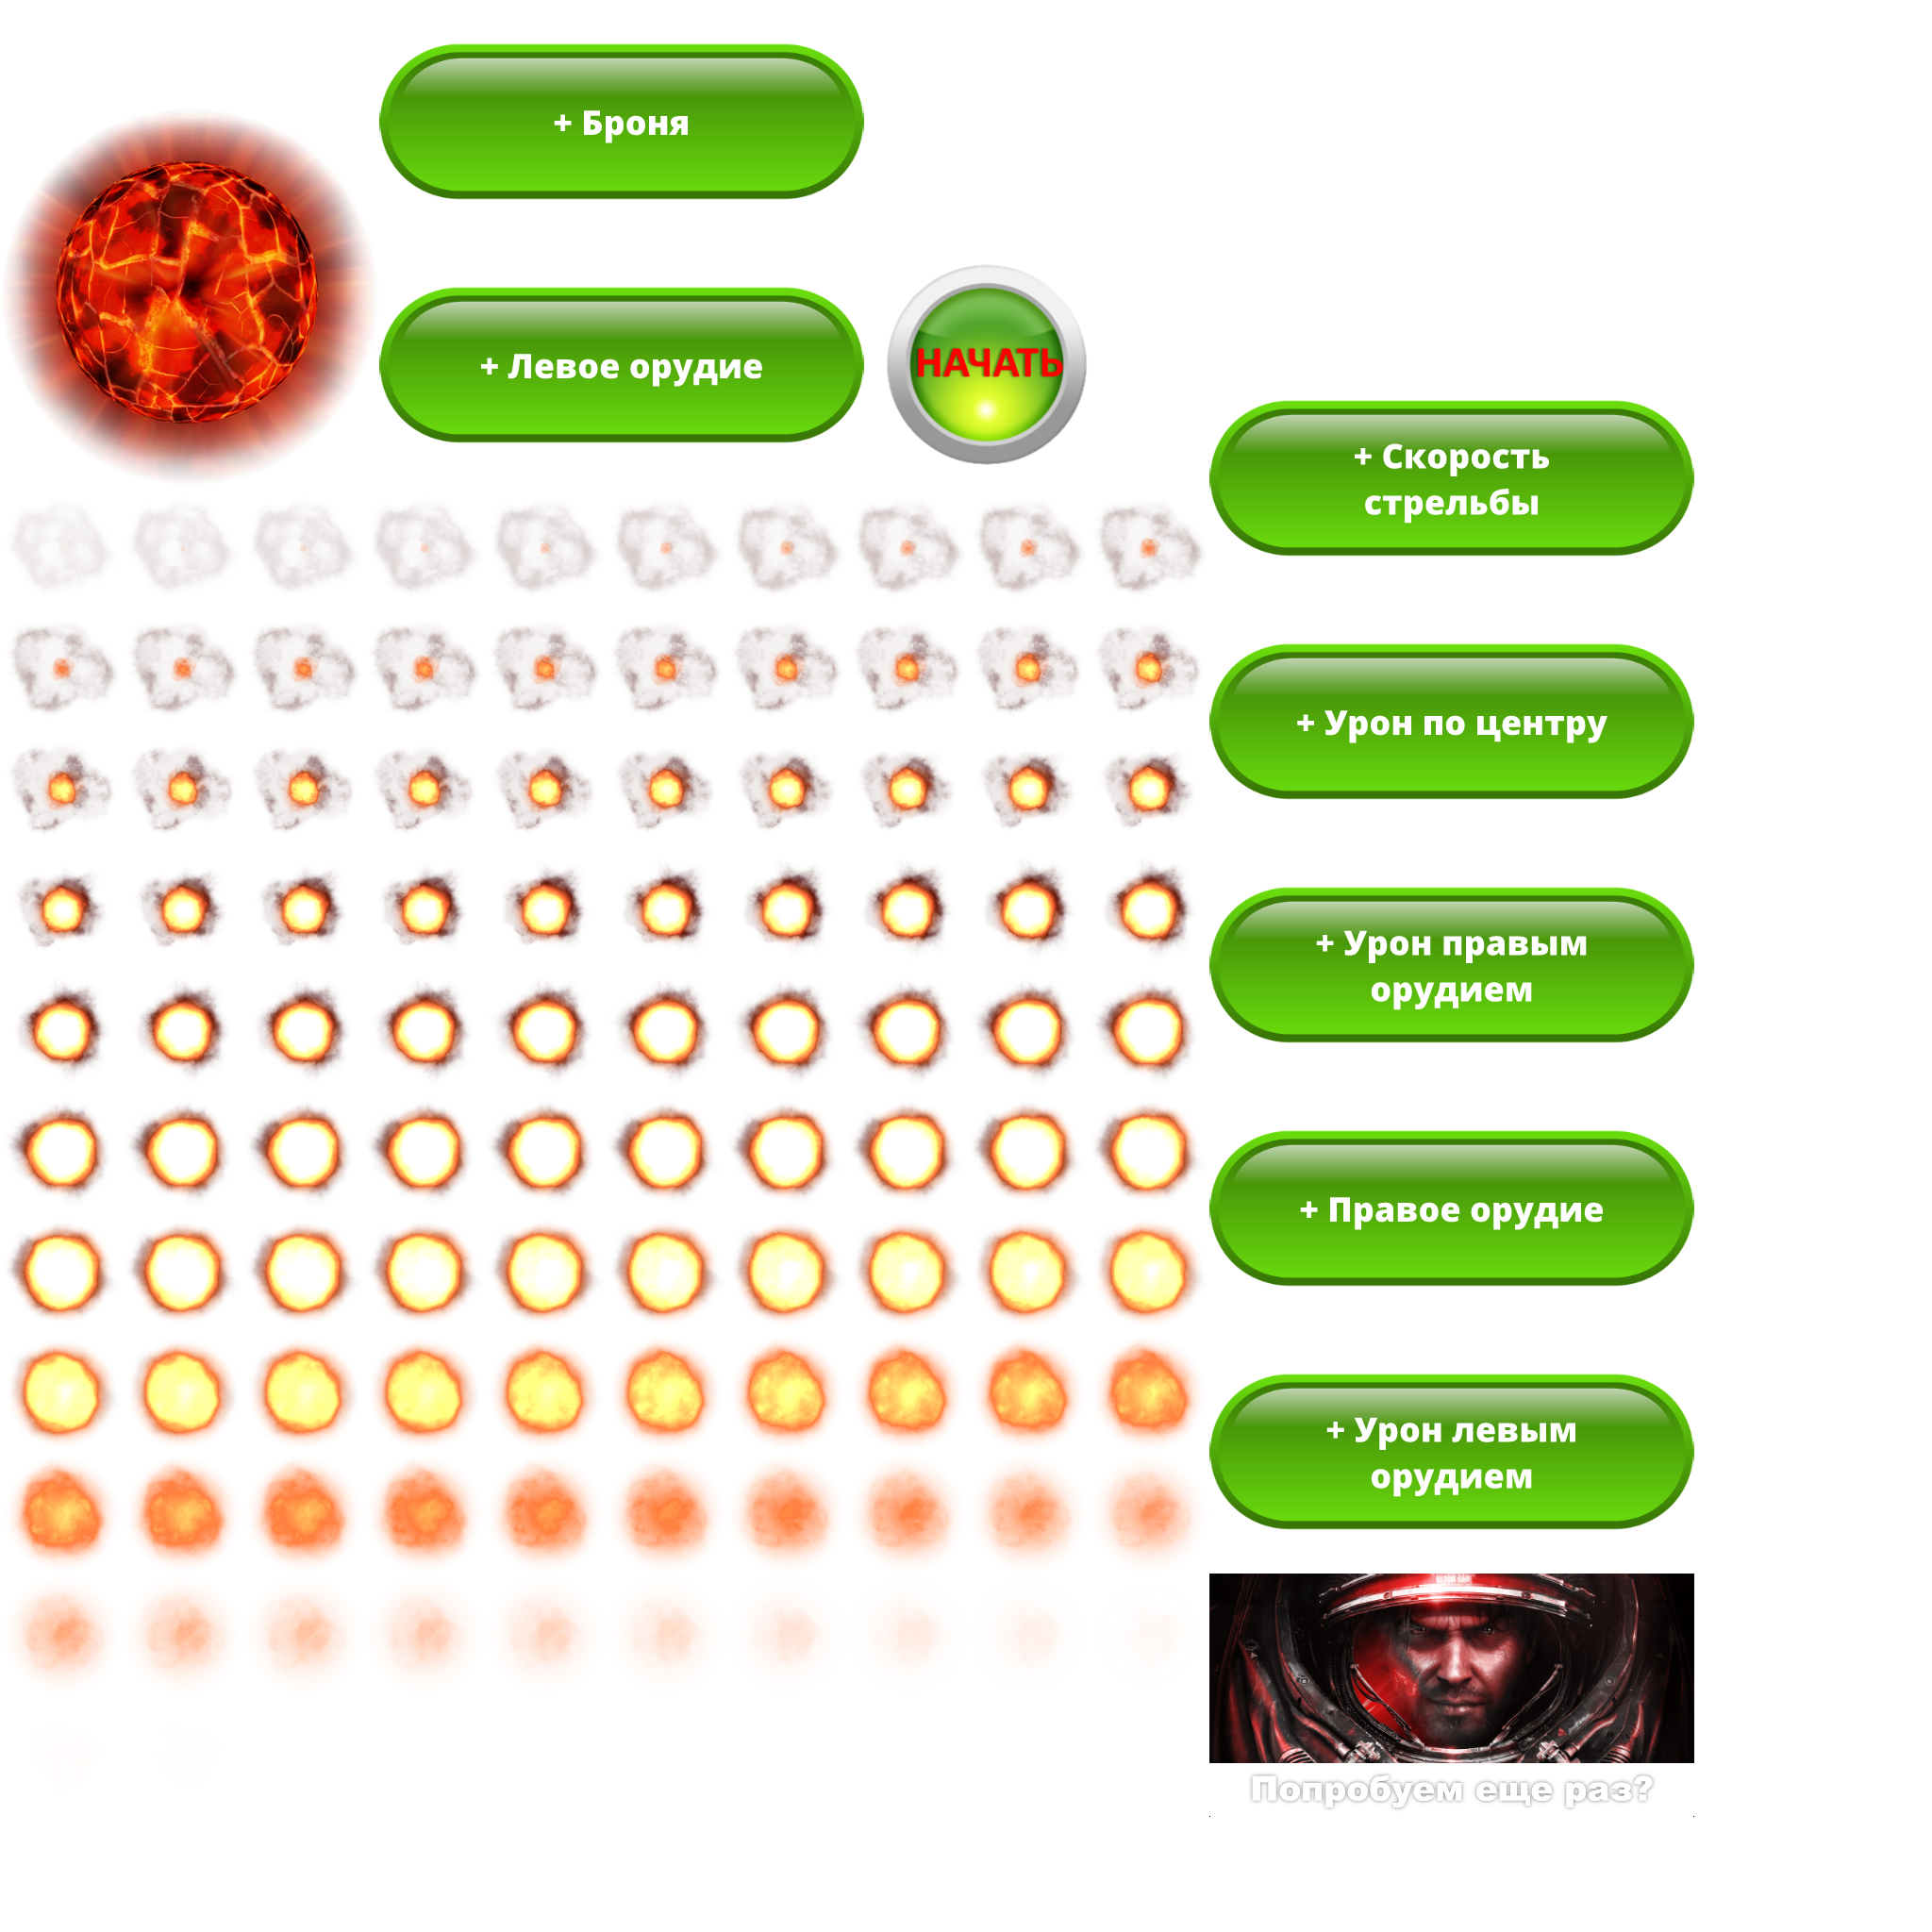 + Броня
+ Левое орудие
НАЧАТЬ
+ Скорость
стрельбы
+ Урон по центру
+ Урон правым
орудием
+ Правое орудие
+ Урон левым
орудием
Попробуем еще раз?